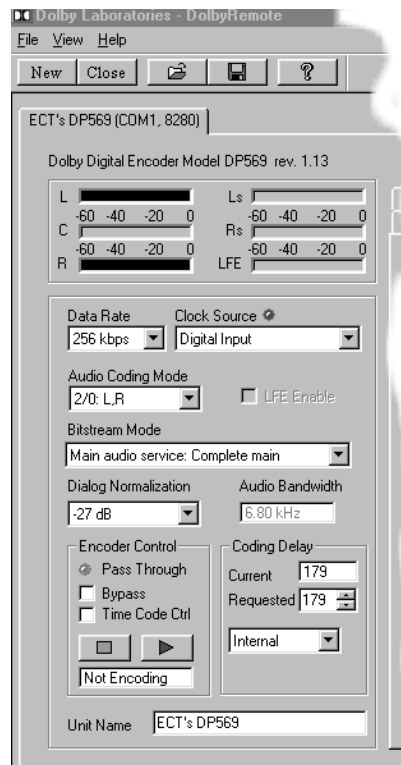 Dolby Laboratories - DolbyRemote
File View Help
New Close ?
ECT's DP569 (COM1, 8280)
Dolby Digital Encoder Model DP569 rev. 1.13
L Ls
-60 -40 -20 0 -60 -40 -20 0
C Rs
-60 -40 -20 0 -60 -40 -20 0
R LFE
Data Rate Clock Source
256 kbps Digital Input
Audio Coding Mode
2/0: L,R LFE Enable
Bitstream Mode
Main audio service: Complete main
Dialog Normalization Audio Bandwidth
-27 dB 6.80 kHz
Encoder Control Coding Delay
Pass Through Current 179
Bypass Requested 179
Time Code Ctrl
Internal
Not Encoding
Unit Name ECT's DP569